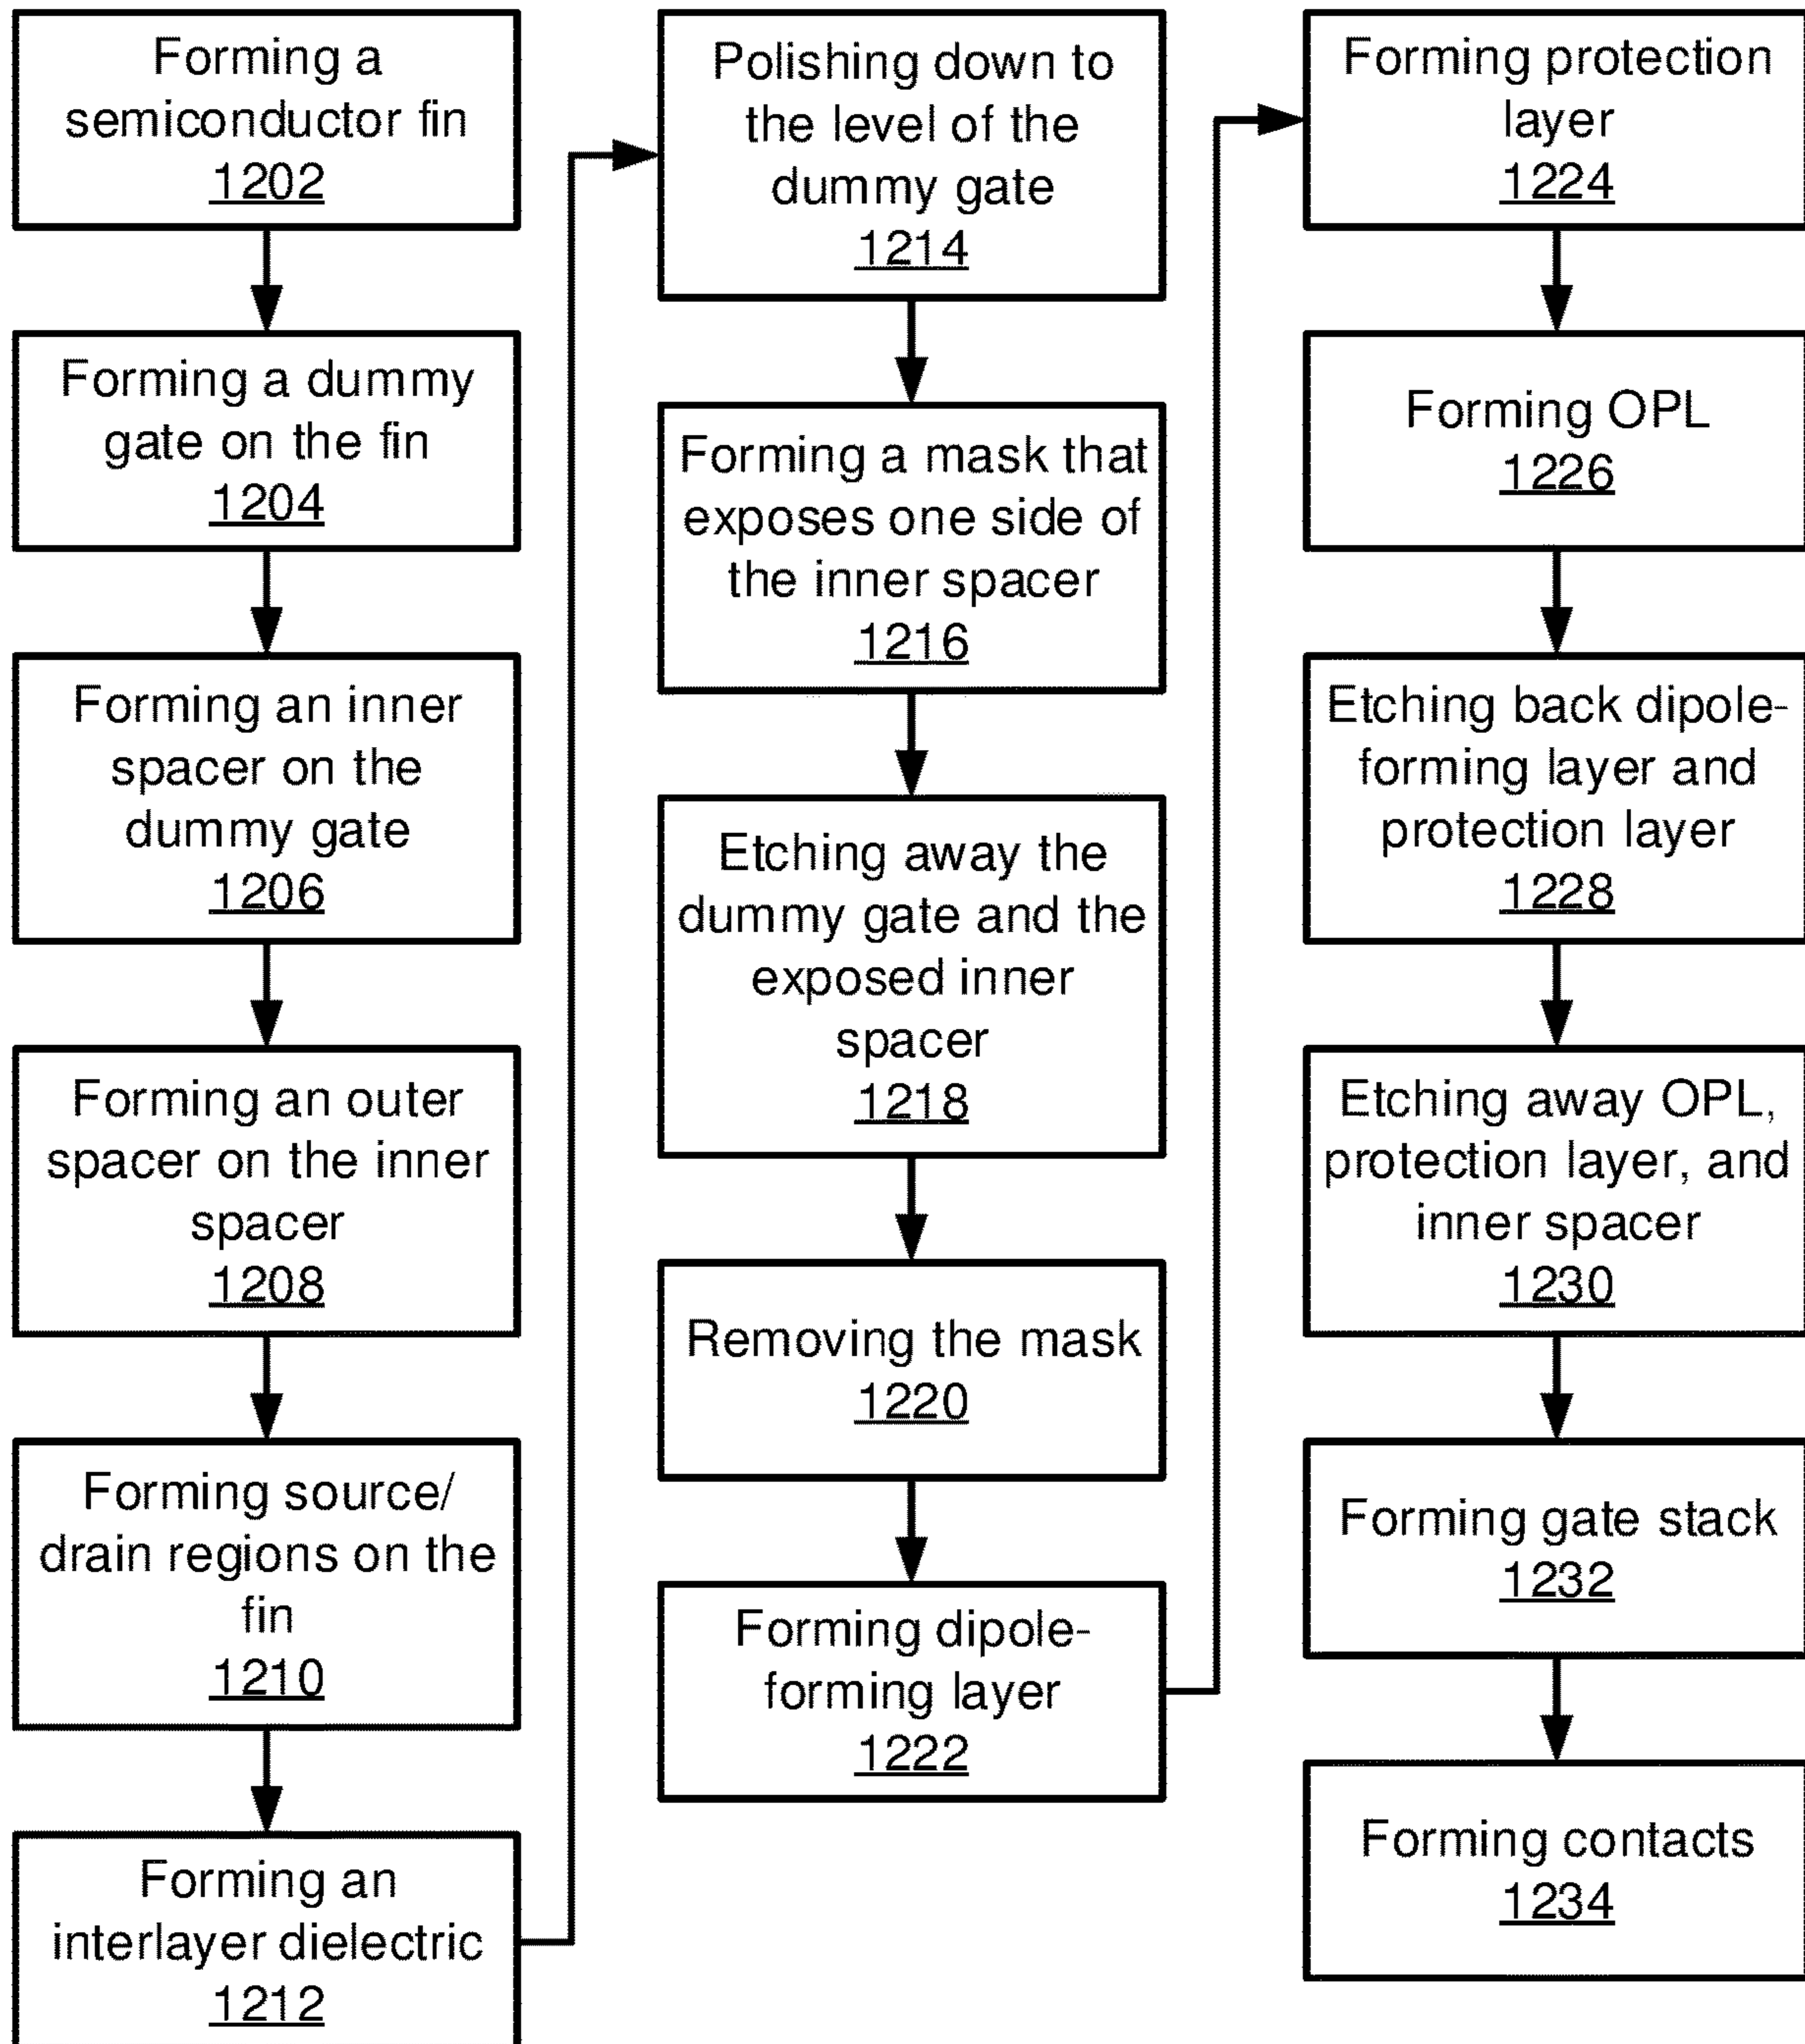 Forming a
semiconductor fin
1202
Forming a dummy
gate on the fin
1204
Forming an inner
spacer on the
dummy gate
1206
Forming an outer
spacer on the inner
spacer
1208
Forming source/
drain regions on the
fin
1210
Forming an
interlayer dielectric
1212
Polishing down to
the level of the
dummy gate
1214
Forming a mask that
exposes one side of
the inner spacer
1216
Etching away the
dummy gate and the
exposed inner
spacer
1218
Removing the mask
1220
Forming dipole-
forming layer
1222
Forming protection
layer
1224
Forming OPL
1226
Etching back dipole-
forming layer and
protection layer
1228
Etching away OPL,
protection layer, and
inner spacer
1230
Forming gate stack
1232
Forming contacts
1234